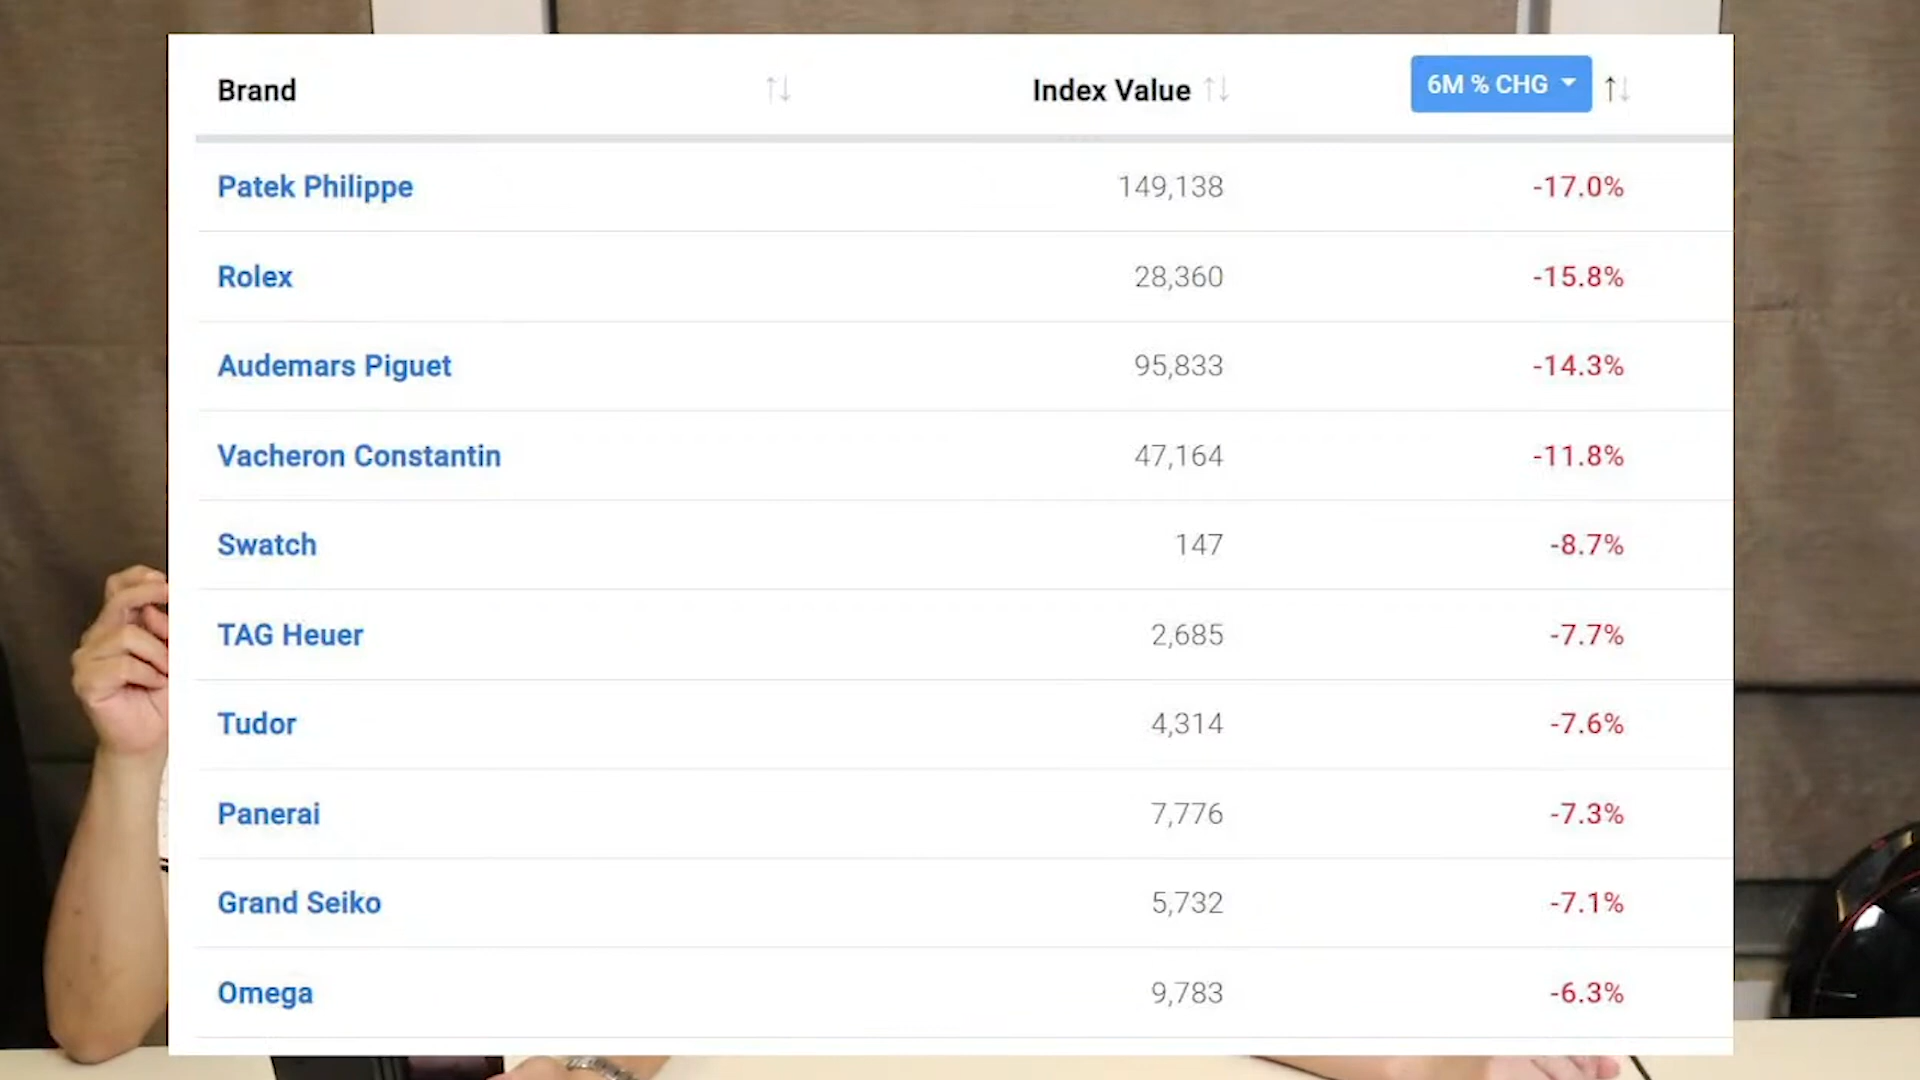 Brand Index Value 6M % CHG
Patek Philippe 149,138 -17.0%
Rolex 28,360 -15.8%
Audemars Piguet 95,833 -14.3%
Vacheron Constantin 47,164 -11.8%
Swatch 147 -8.7%
TAG Heuer 2,685 -7.7%
Tudor 4,314 -7.6%
Panerai 7,776 -7.3%
Grand Seiko 5,732 -7.1%
Omega 9,783 -6.3%